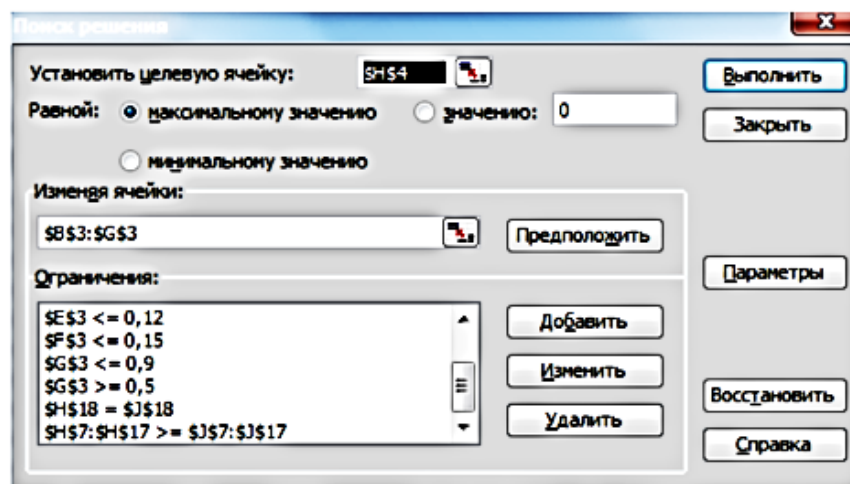 Поиск решения
Установить целевую ячейку: $H$4
Выполнить
Равной: максимальному значению значению: 0
Закрыть
минимальному значению
Изменяя ячейки:
$B$3:$G$3 Предположить
Параметры
Ограничения:
$E$3 <= 0,12
$F$3 <= 0,15
$G$3 <= 0,9
$G$3 >= 0,5
$H$18 = $J$18
$H$7:$H$17 >= $J$7:$J$17
Добавить
Изменить
Удалить
Восстановить
Справка